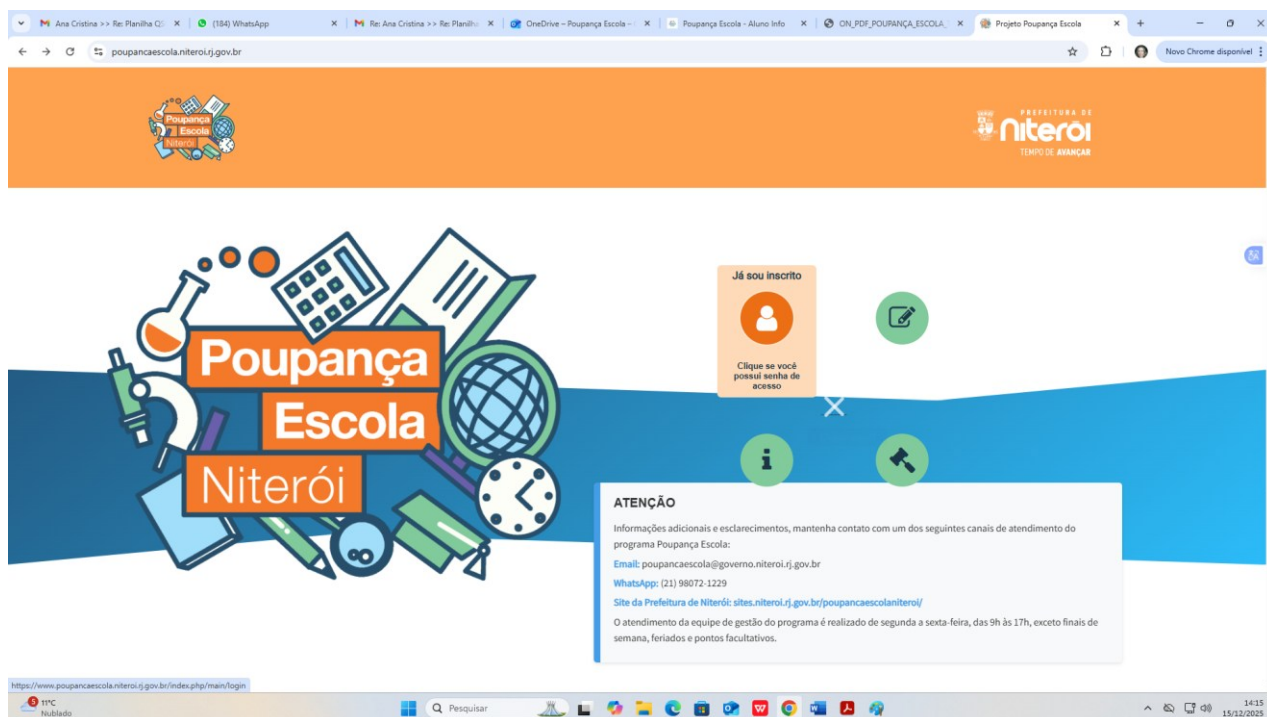 Ana Cristina >> Re: Planilha QS
(184) WhatsApp
Re: Ana Cristina >> Re: Planilha
OneDrive – Poupança Escola –
Poupança Escola - Aluno Info
ON_PDF_POUPANÇA_ESCOLA_
Projeto Poupança Escola
poupancaescola.niteroi.rj.gov.br
Novo Chrome disponível
Poupança
Escola
Niterói
PREFEITURA DE
Niterói
TEMPO DE AVANÇAR
Poupança
Escola
Niterói
Já sou inscrito
Clique se você
possui senha de
acesso
ATENÇÃO
Informações adicionais e esclarecimentos, mantenha contato com um dos seguintes canais de atendimento do
programa Poupança Escola:
Email: poupancaescola@governo.niteroi.rj.gov.br
WhatsApp: (21) 98072-1229
Site da Prefeitura de Niterói: sites.niteroi.rj.gov.br/poupancaescolaniteroi/
O atendimento da equipe de gestão do programa é realizado de segunda a sexta-feira, das 9h às 17h, exceto finais de
semana, feriados e pontos facultativos.
https://www.poupancaescola.niteroi.rj.gov.br/index.php/main/login
5
11°C
Nublado
Pesquisar
14:15
15/12/2025